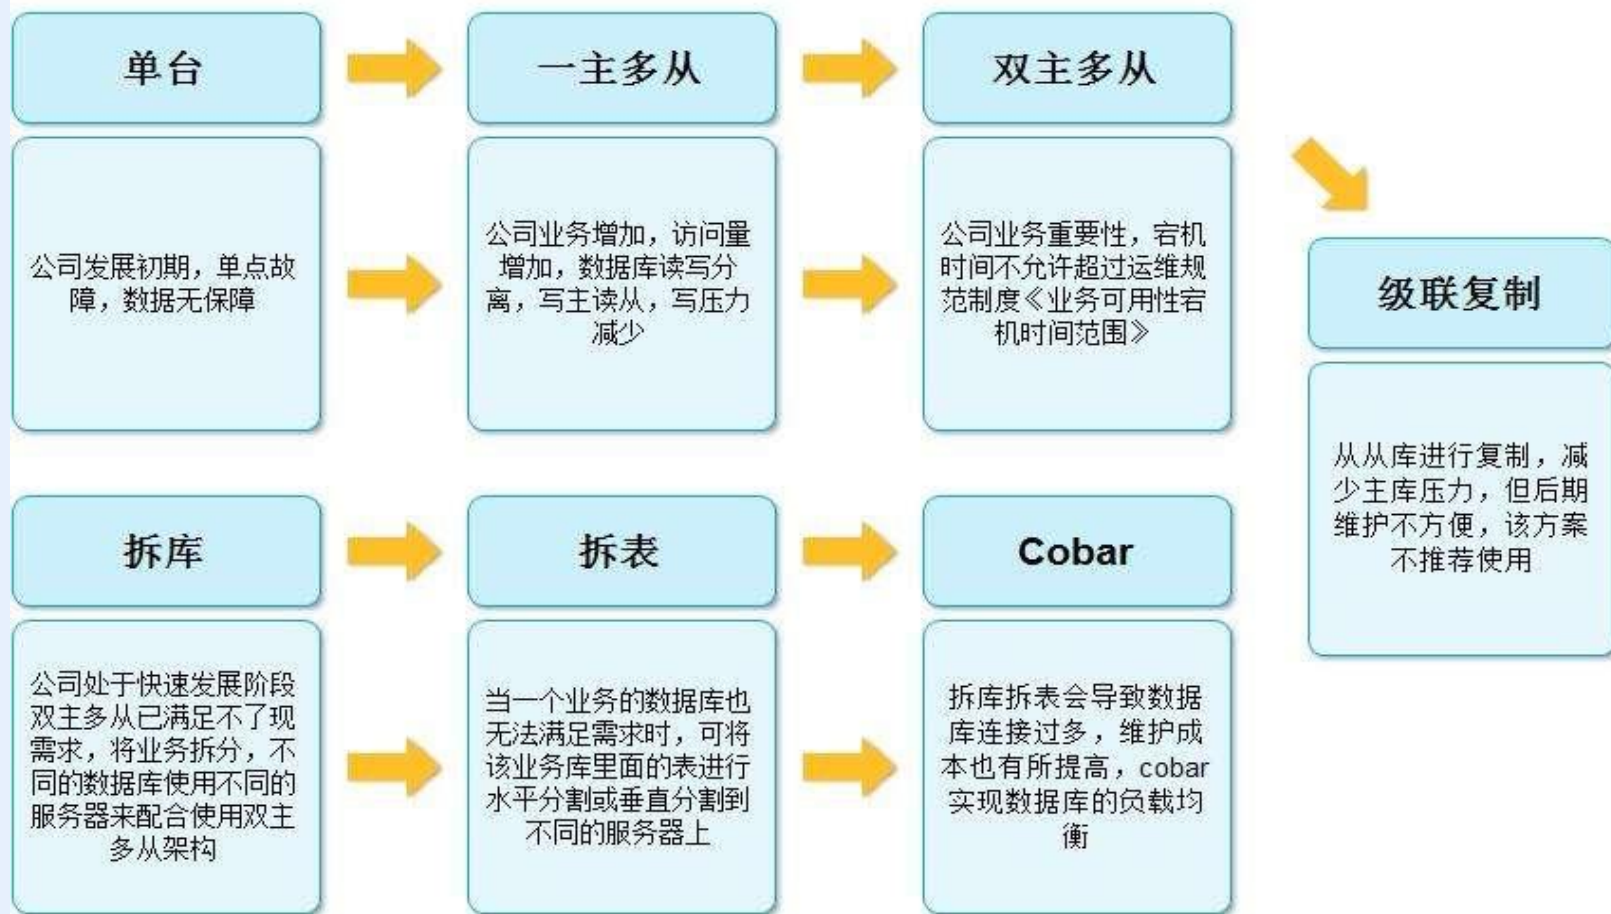 单台
一主多从
双主多从
公司发展初期，单点故
障，数据无保障
公司业务增加，访问量
增加，数据库读写分
离，写主读从，写压力
减少
公司业务重要性，宕机
时间不允许超过运维规
范制度《业务可用性宕
机时间范围》
级联复制
从从库进行复制，减
少主库压力，但后期
维护不方便，该方案
不推荐使用
拆库
拆表
Cobar
公司处于快速发展阶段
双主多从已满足不了现
需求，将业务拆分，不
同的数据库使用不同的
服务器来配合使用双主
多从架构
当一个业务的数据库也
无法满足需求时，可将
该业务库里面的表进行
水平分割或垂直分割到
不同的服务器上
拆库拆表会导致数据
库连接过多，维护成
本也有所提高，cobar
实现数据库的负载均
衡